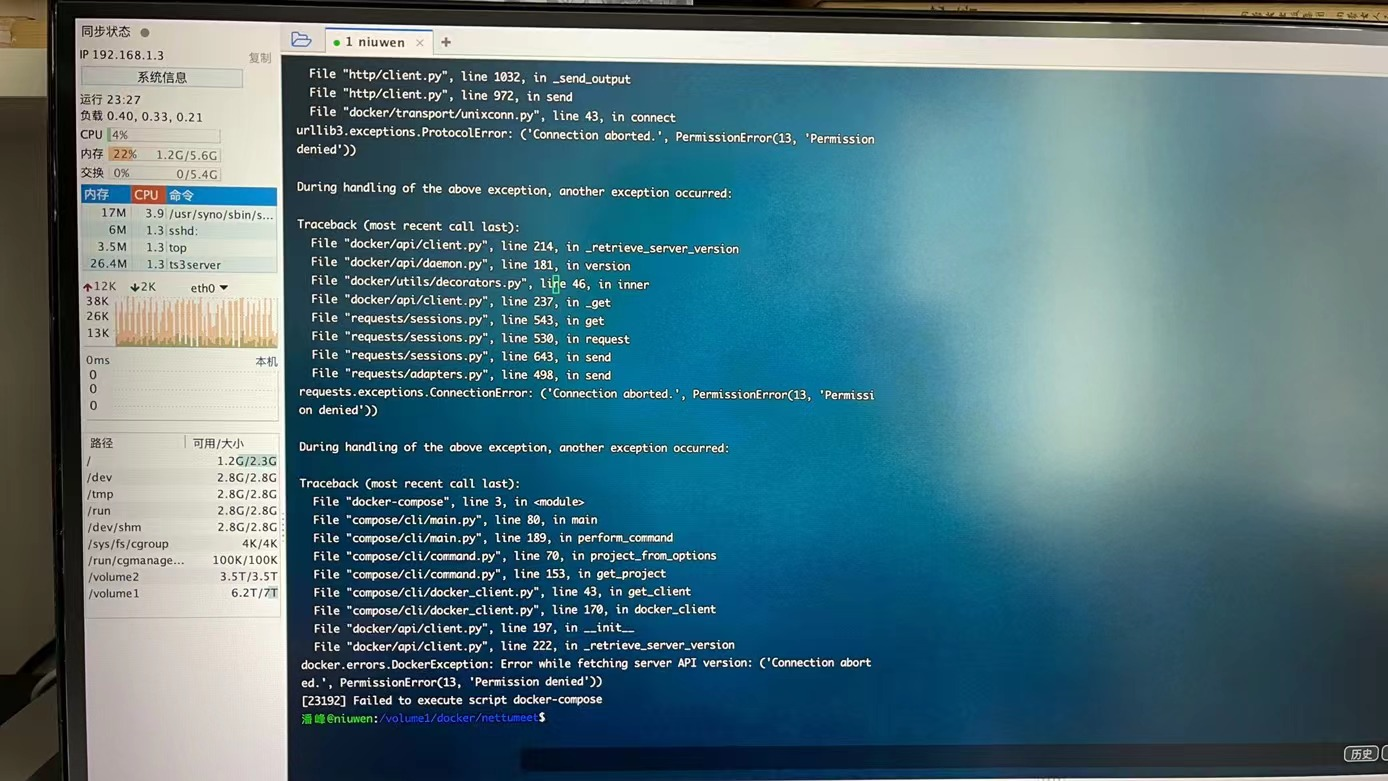 同步状态
IP 192.168.1.3
复制
系统信息
运行 23:27
负载 0.40, 0.33, 0.21
CPU 4%
内存 22% 1.2G/5.6G
交换 0% 0/5.4G
内存 CPU 命令
17M 3.9 /usr/syno/sbin/s...
6M 1.3 sshd:
3.5M 1.3 top
26.4M 1.3 ts3server
12K 2K eth0
38K
26K
13K
0ms 本机
0
0
0
路径 可用/大小
/ 1.2G/2.3G
/dev 2.8G/2.8G
/tmp 2.8G/2.8G
/run 2.8G/2.8G
/dev/shm 2.8G/2.8G
/sys/fs/cgroup 4K/4K
/run/cgmanage... 100K/100K
/volume2 3.5T/3.5T
/volume1 6.2T/7T
1 niuwen × +
File "http/client.py", line 1032, in _send_output
File "http/client.py", line 972, in send
File "docker/transport/unixconn.py", line 43, in connect
urllib3.exceptions.ProtocolError: ('Connection aborted.', PermissionError(13, 'Permission
denied'))
During handling of the above exception, another exception occurred:
Traceback (most recent call last):
File "docker/api/client.py", line 214, in _retrieve_server_version
File "docker/api/daemon.py", line 181, in version
File "docker/utils/decorators.py", line 46, in inner
File "docker/api/client.py", line 237, in _get
File "requests/sessions.py", line 543, in get
File "requests/sessions.py", line 530, in request
File "requests/sessions.py", line 643, in send
File "requests/adapters.py", line 498, in send
requests.exceptions.ConnectionError: ('Connection aborted.', PermissionError(13, 'Permissi
on denied'))
During handling of the above exception, another exception occurred:
Traceback (most recent call last):
File "docker-compose", line 3, in <module>
File "compose/cli/main.py", line 80, in main
File "compose/cli/main.py", line 189, in perform_command
File "compose/cli/command.py", line 70, in project_from_options
File "compose/cli/command.py", line 153, in get_project
File "compose/cli/docker_client.py", line 43, in get_client
File "compose/cli/docker_client.py", line 170, in docker_client
File "docker/api/client.py", line 197, in __init__
File "docker/api/client.py", line 222, in _retrieve_server_version
docker.errors.DockerException: Error while fetching server API version: ('Connection abort
ed.', PermissionError(13, 'Permission denied'))
[23192] Failed to execute script docker-compose
潘峰@niuwen:/volume1/docker/nettumeet$
历史